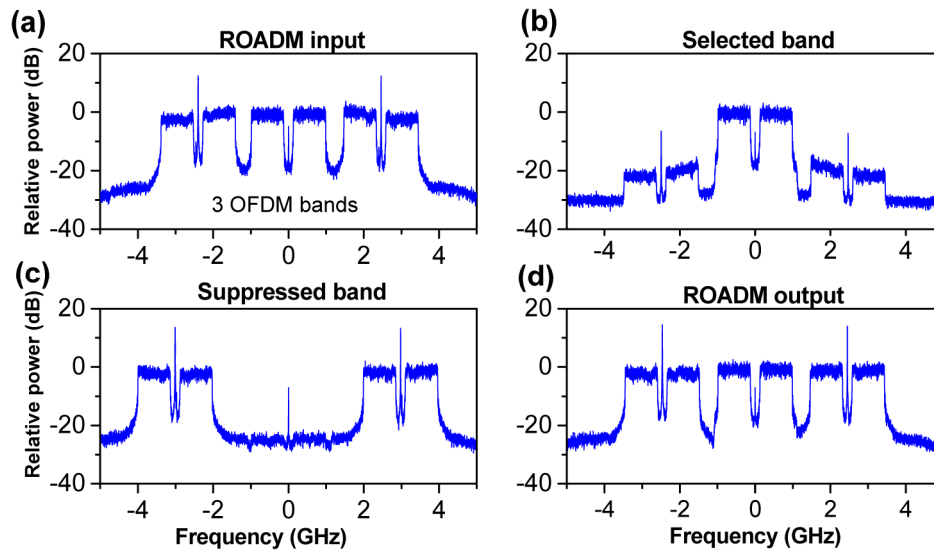 (a)
ROADM input
Relative power (dB)
20
0
-20
-40
3 OFDM bands
-4 -2 0 2 4
(b)
Selected band
20
0
-20
-40
-4 -2 0 2 4
Frequency (GHz)
(c)
Suppressed band
Relative power (dB)
20
0
-20
-40
-4 -2 0 2 4
Frequency (GHz)
(d)
ROADM output
20
0
-20
-40
-4 -2 0 2 4
Frequency (GHz)